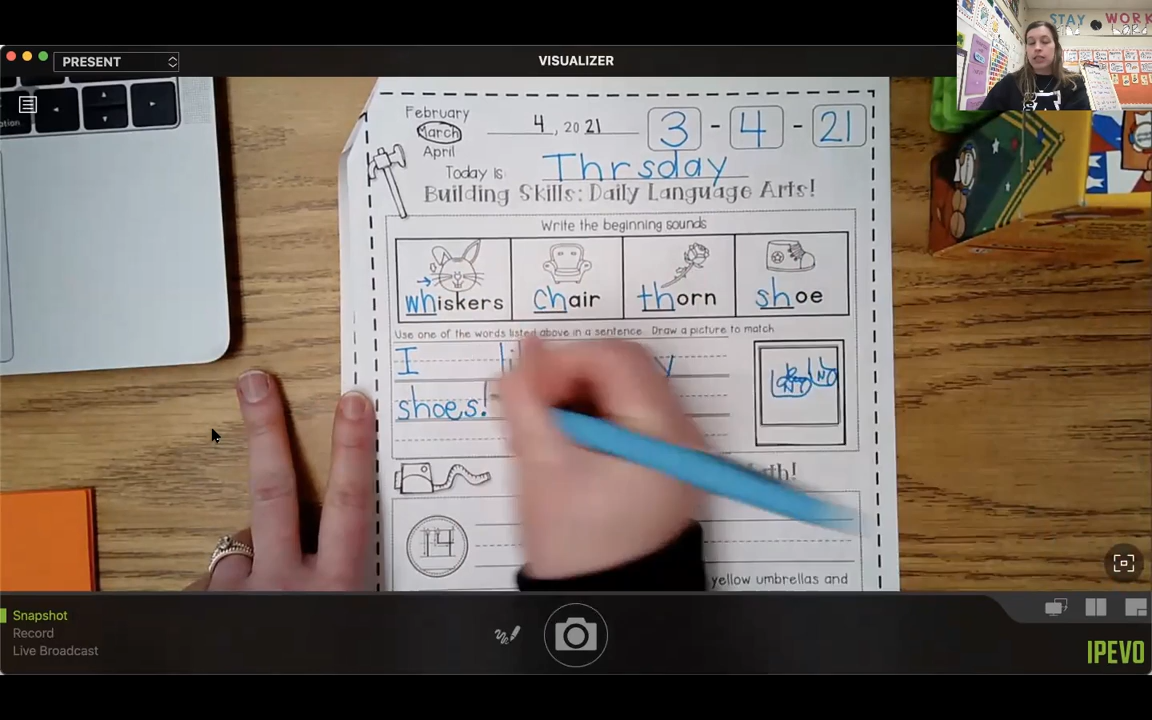 PRESENT
VISUALIZER
STAY WORK
February
March
April
4, 2021
3 - 4 - 21
Today Is Thrsday
Building Skills: Daily Language Arts!
Write the beginning sounds
whiskers
chair
thorn
shoe
Use one of the words listed above in a sentence. Draw a picture to match
I li y
shoes!
th!
14
yellow umbrellas and
Snapshot
Record
Live Broadcast
IPEVO